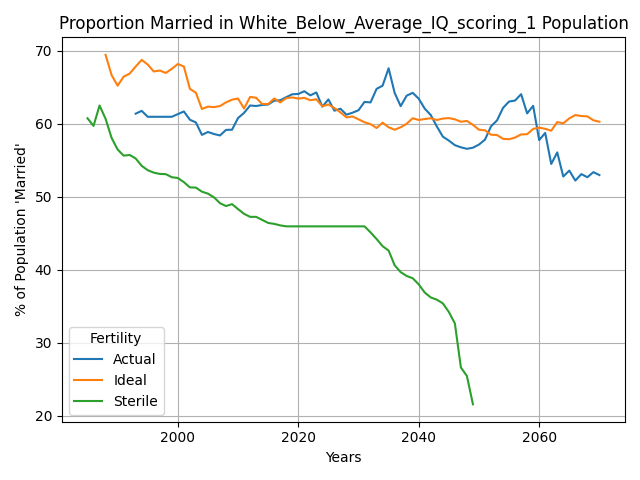 Proportion Married in White_Below_Average_IQ_scoring_1 Population
% of Population 'Married'
70
60
50
40
30
20
Fertility
Actual
Ideal
Sterile
2000
2020
2040
2060
Years